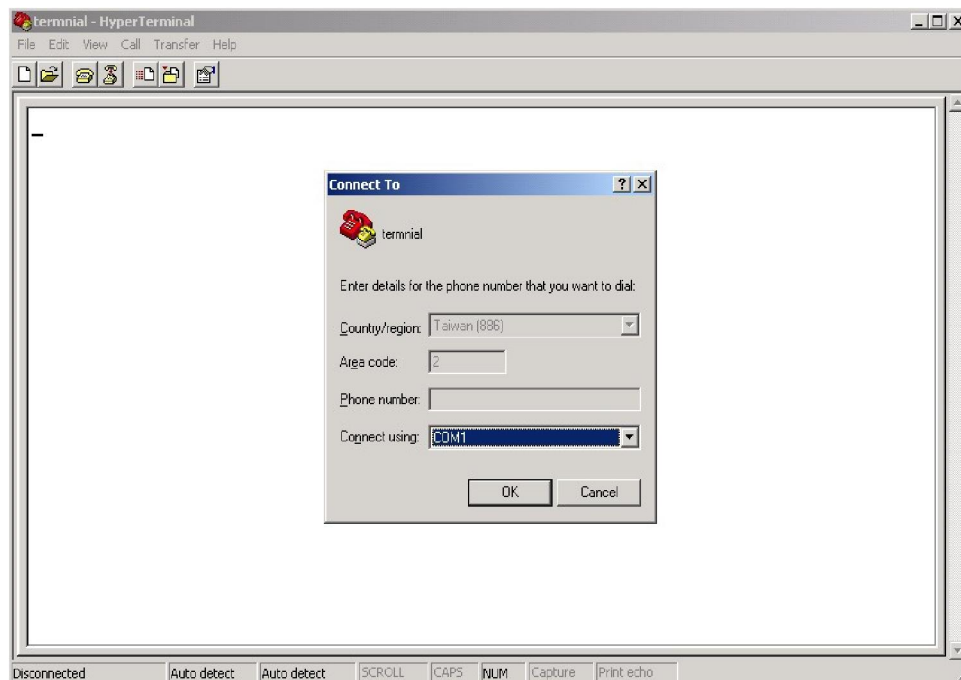 termnial - HyperTerminal
File Edit View Call Transfer Help
Connect To
termnial
Enter details for the phone number that you want to dial:
Country/region: Taiwan (886)
Area code: 2
Phone number:
Connect using: COM1
OK Cancel
Disconnected Auto detect Auto detect SCROLL CAPS NUM Capture Print echo